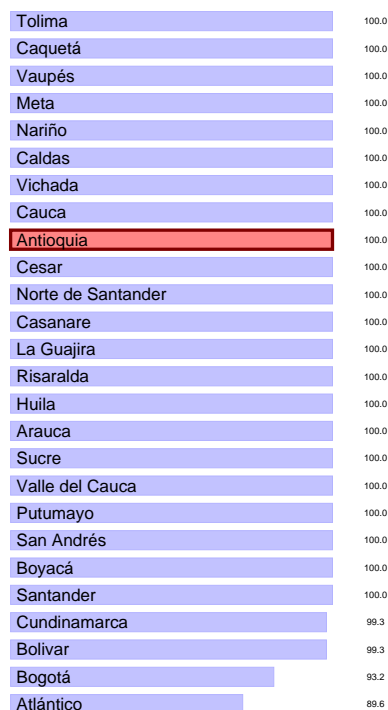 Tolima 100.0
Caquetá 100.0
Vaupés 100.0
Meta 100.0
Nariño 100.0
Caldas 100.0
Vichada 100.0
Cauca 100.0
Antioquia 100.0
Cesar 100.0
Norte de Santander 100.0
Casanare 100.0
La Guajira 100.0
Risaralda 100.0
Huila 100.0
Arauca 100.0
Sucre 100.0
Valle del Cauca 100.0
Putumayo 100.0
San Andrés 100.0
Boyacá 100.0
Santander 100.0
Cundinamarca 99.3
Bolivar 99.3
Bogotá 93.2
Atlántico 89.6